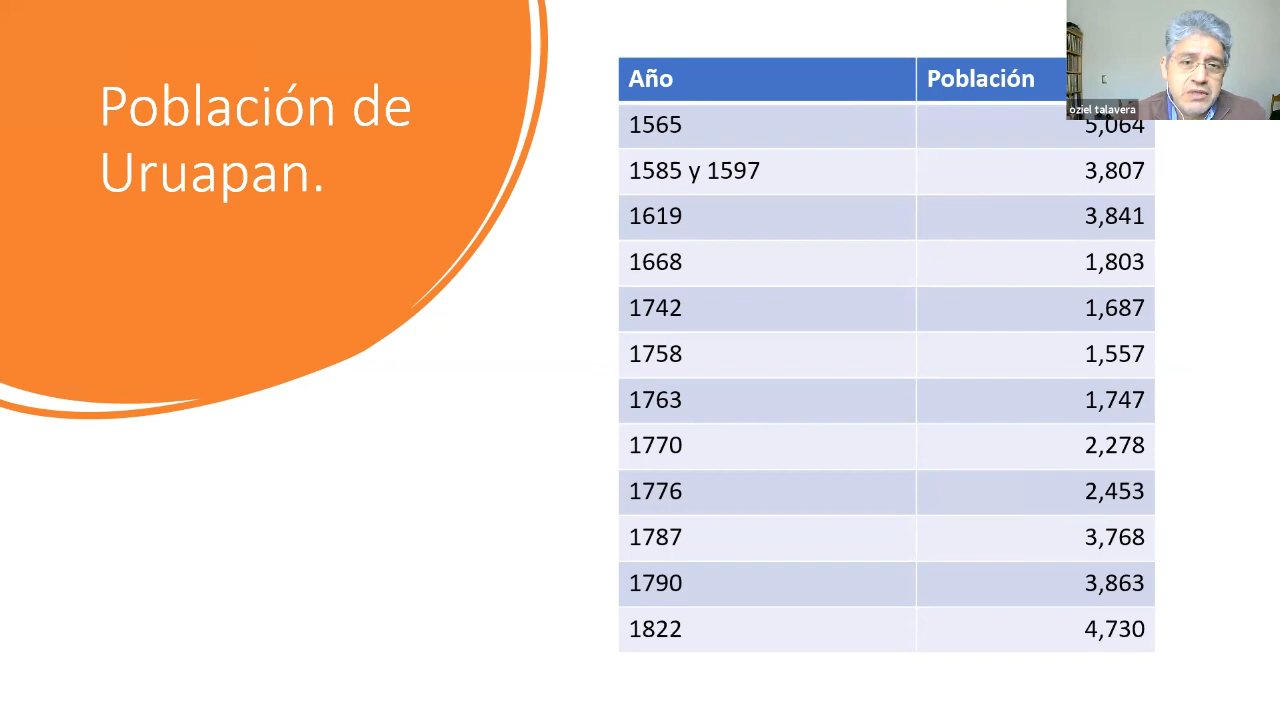 Población de
Uruapan.
Año Población
oziel talavera
1565 5,064
1585 y 1597 3,807
1619 3,841
1668 1,803
1742 1,687
1758 1,557
1763 1,747
1770 2,278
1776 2,453
1787 3,768
1790 3,863
1822 4,730